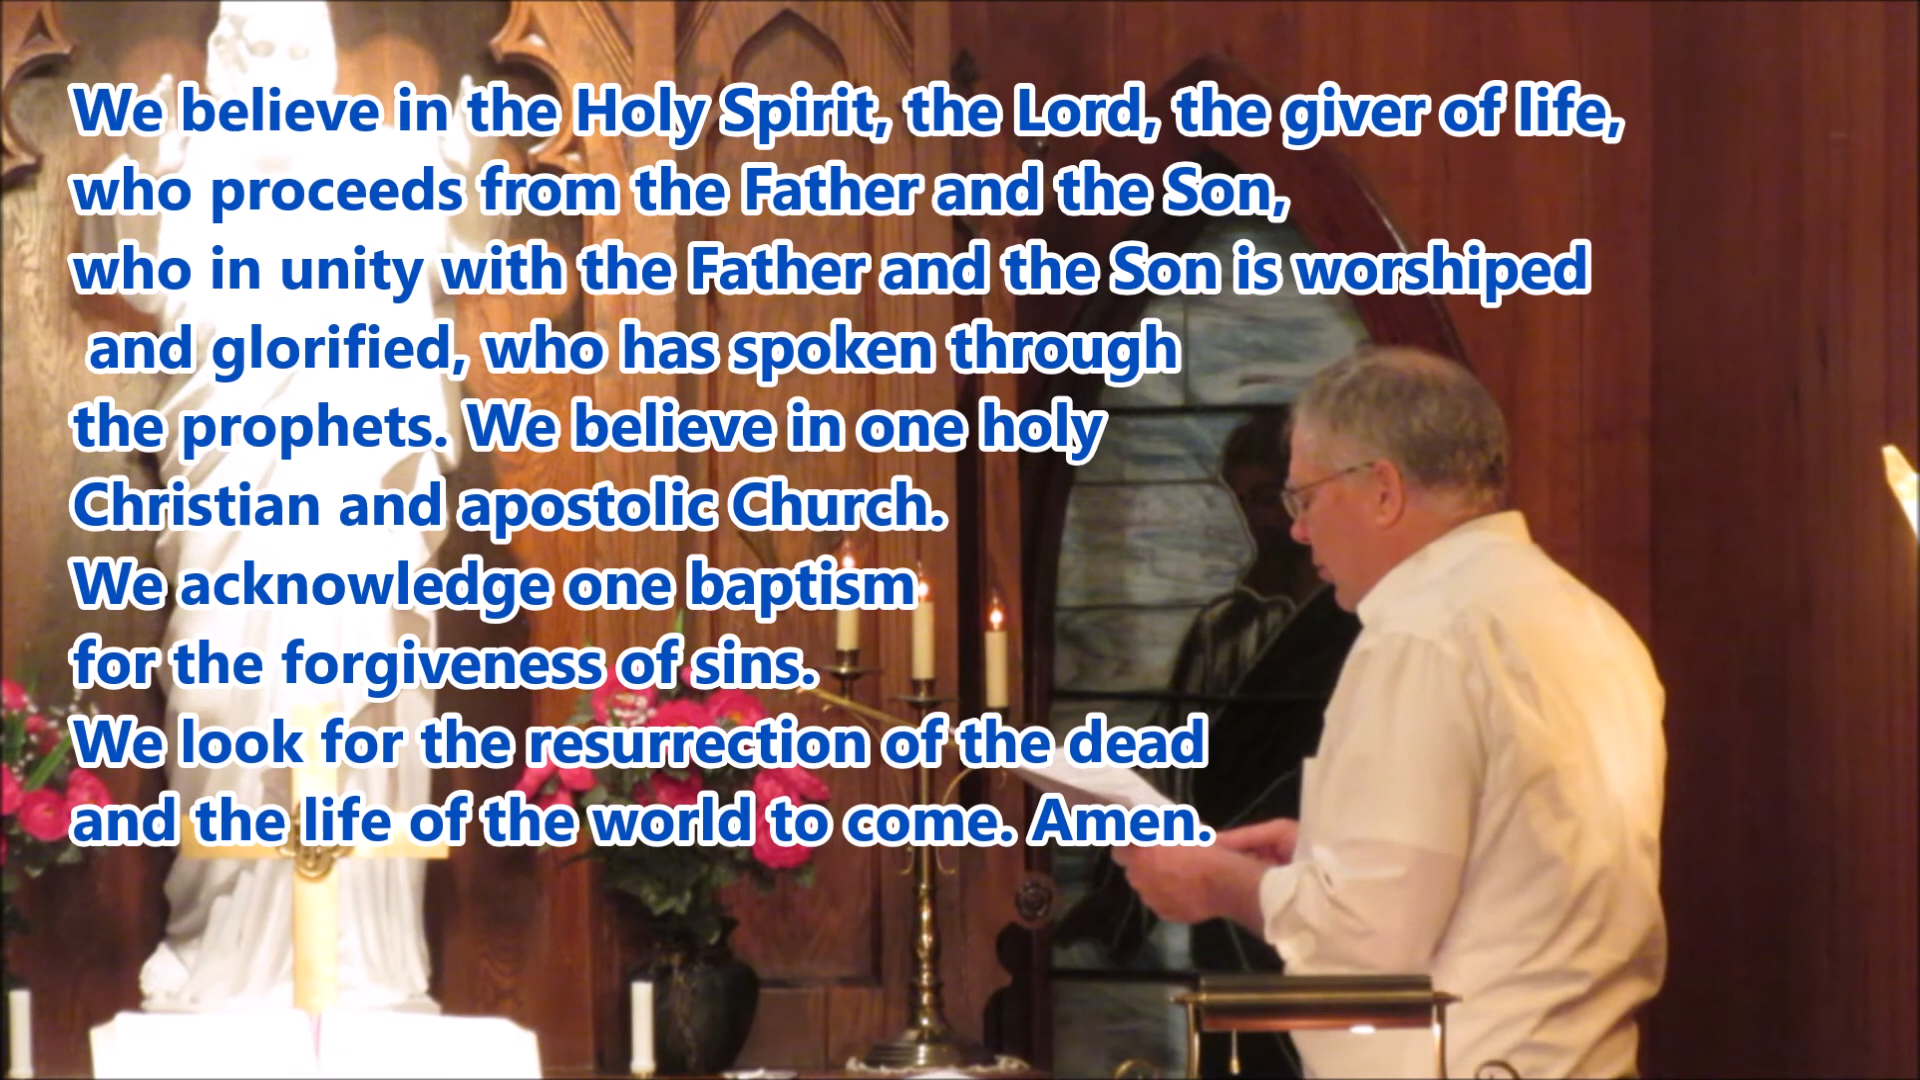 We believe in the Holy Spirit, the Lord, the giver of life,
who proceeds from the Father and the Son,
who in unity with the Father and the Son is worshiped
and glorified, who has spoken through
the prophets. We believe in one holy
Christian and apostolic Church.
We acknowledge one baptism
for the forgiveness of sins.
We look for the resurrection of the dead
and the life of the world to come. Amen.